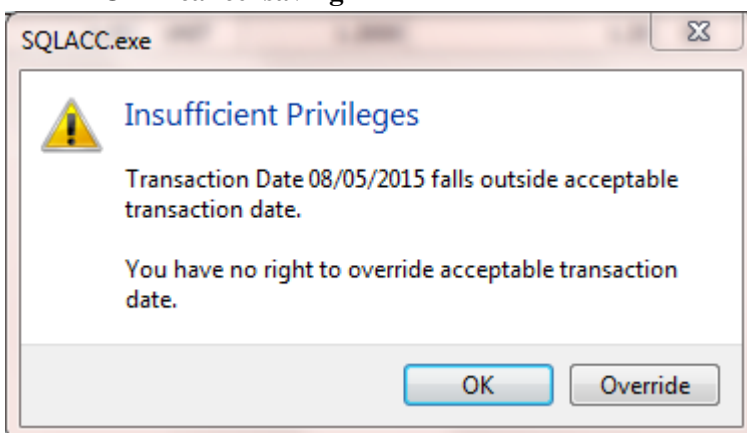 SQLACC.exe
Insufficient Privileges
Transaction Date 08/05/2015 falls outside acceptable
transaction date.
You have no right to override acceptable transaction
date.
OK Override